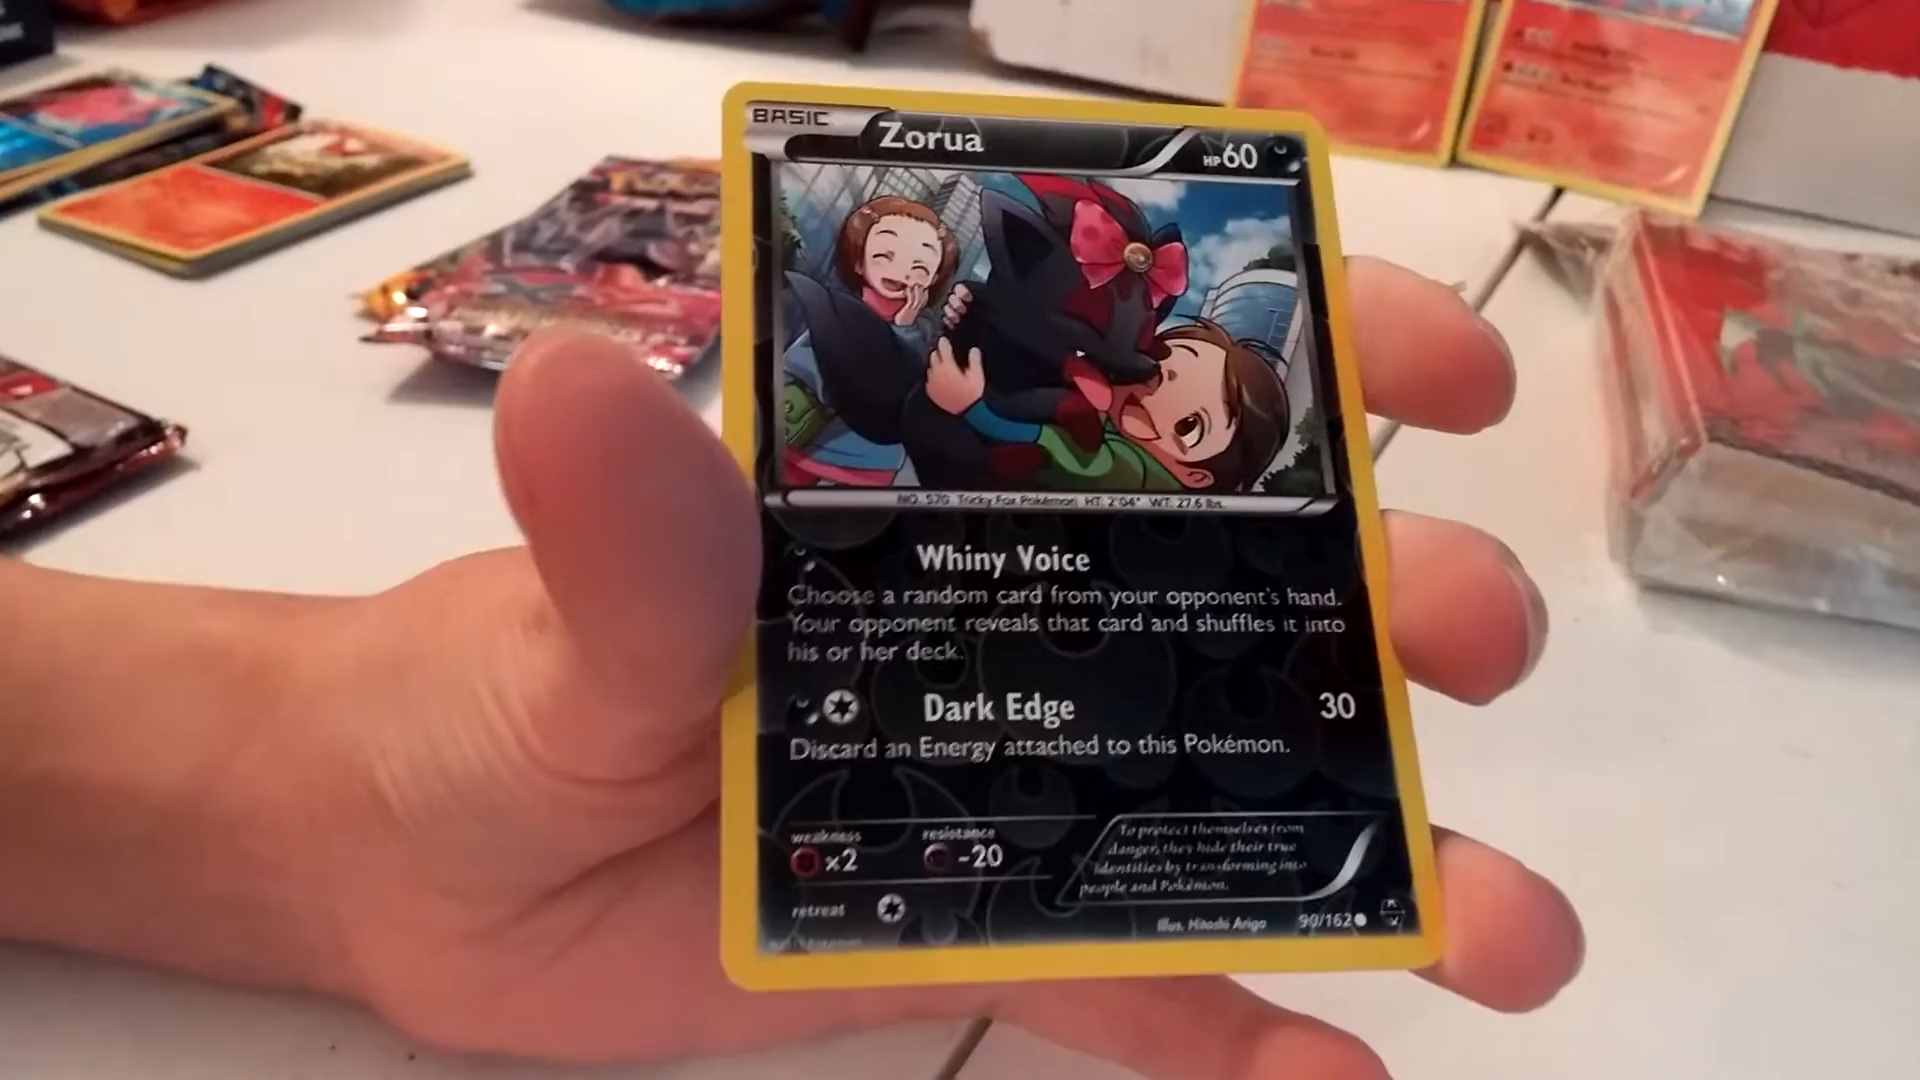 BASIC
Zorua
HP60
NO. 570 Tricky Fox Pokémon HT: 2'04" WT: 27.6 lbs.
Whiny Voice
Choose a random card from your opponent's hand.
Your opponent reveals that card and shuffles it into
his or her deck.
Dark Edge 30
Discard an Energy attached to this Pokémon.
weakness resistance
x2 -20
To protect themselves from
danger, they hide their true
identities by transforming into
people and Pokémon.
retreat
Illus. Hitoshi Ariga 90/162